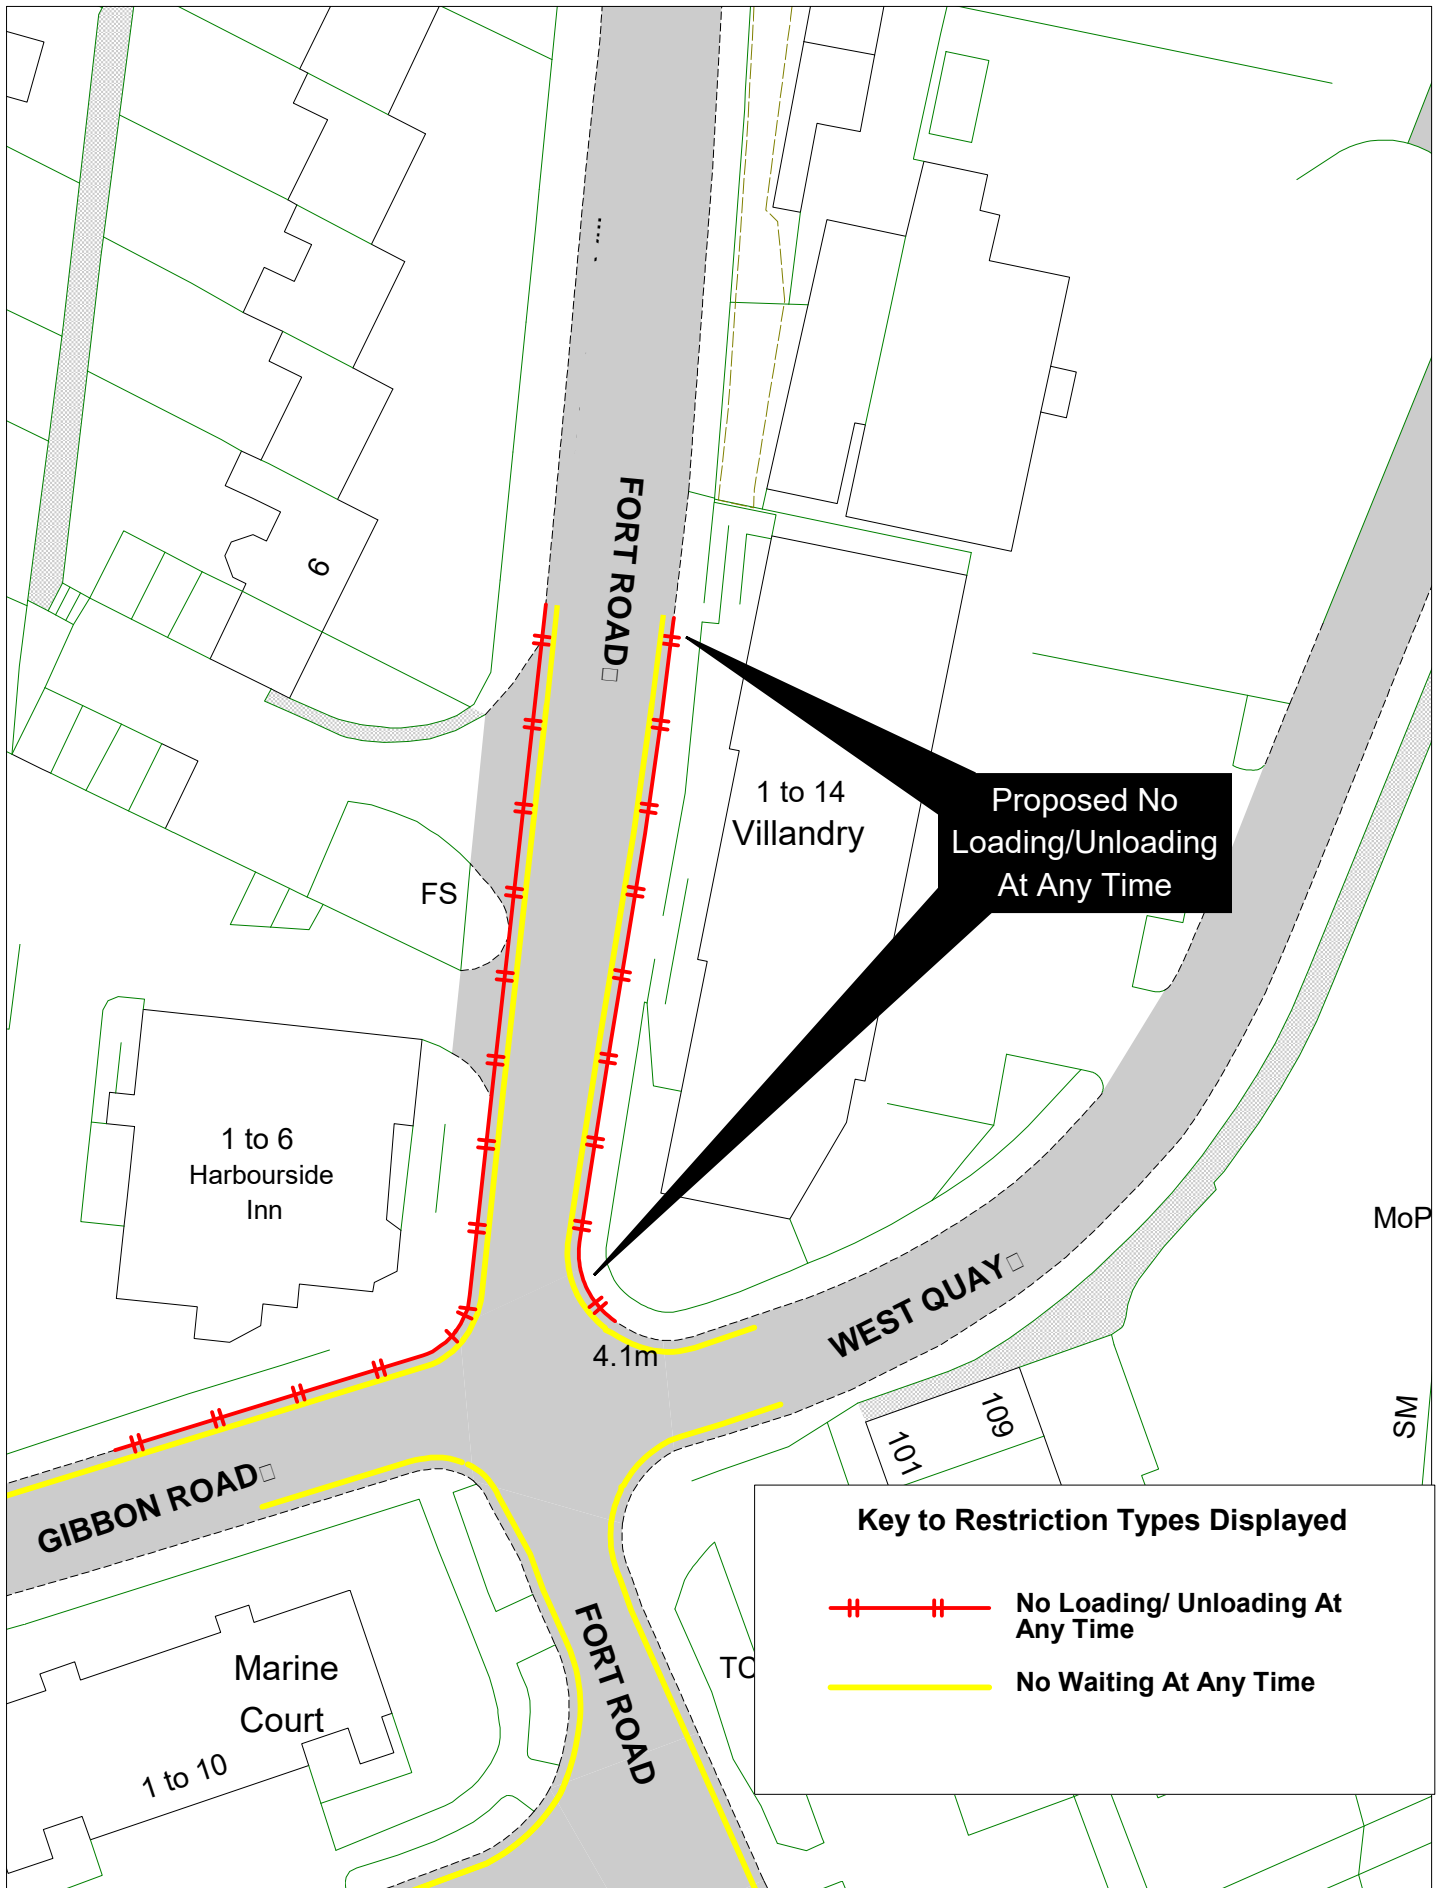 FORT ROAD
6
1 to 14
Villandry
Proposed No
Loading/Unloading
At Any Time
FS
1 to 6
Harbourside
Inn
MoP
WEST QUAY
4.1m
109
101
SM
GIBBON ROAD
Key to Restriction Types Displayed
No Loading/ Unloading At
Any Time
No Waiting At Any Time
FORT ROAD
TC
Marine
Court
1 to 10